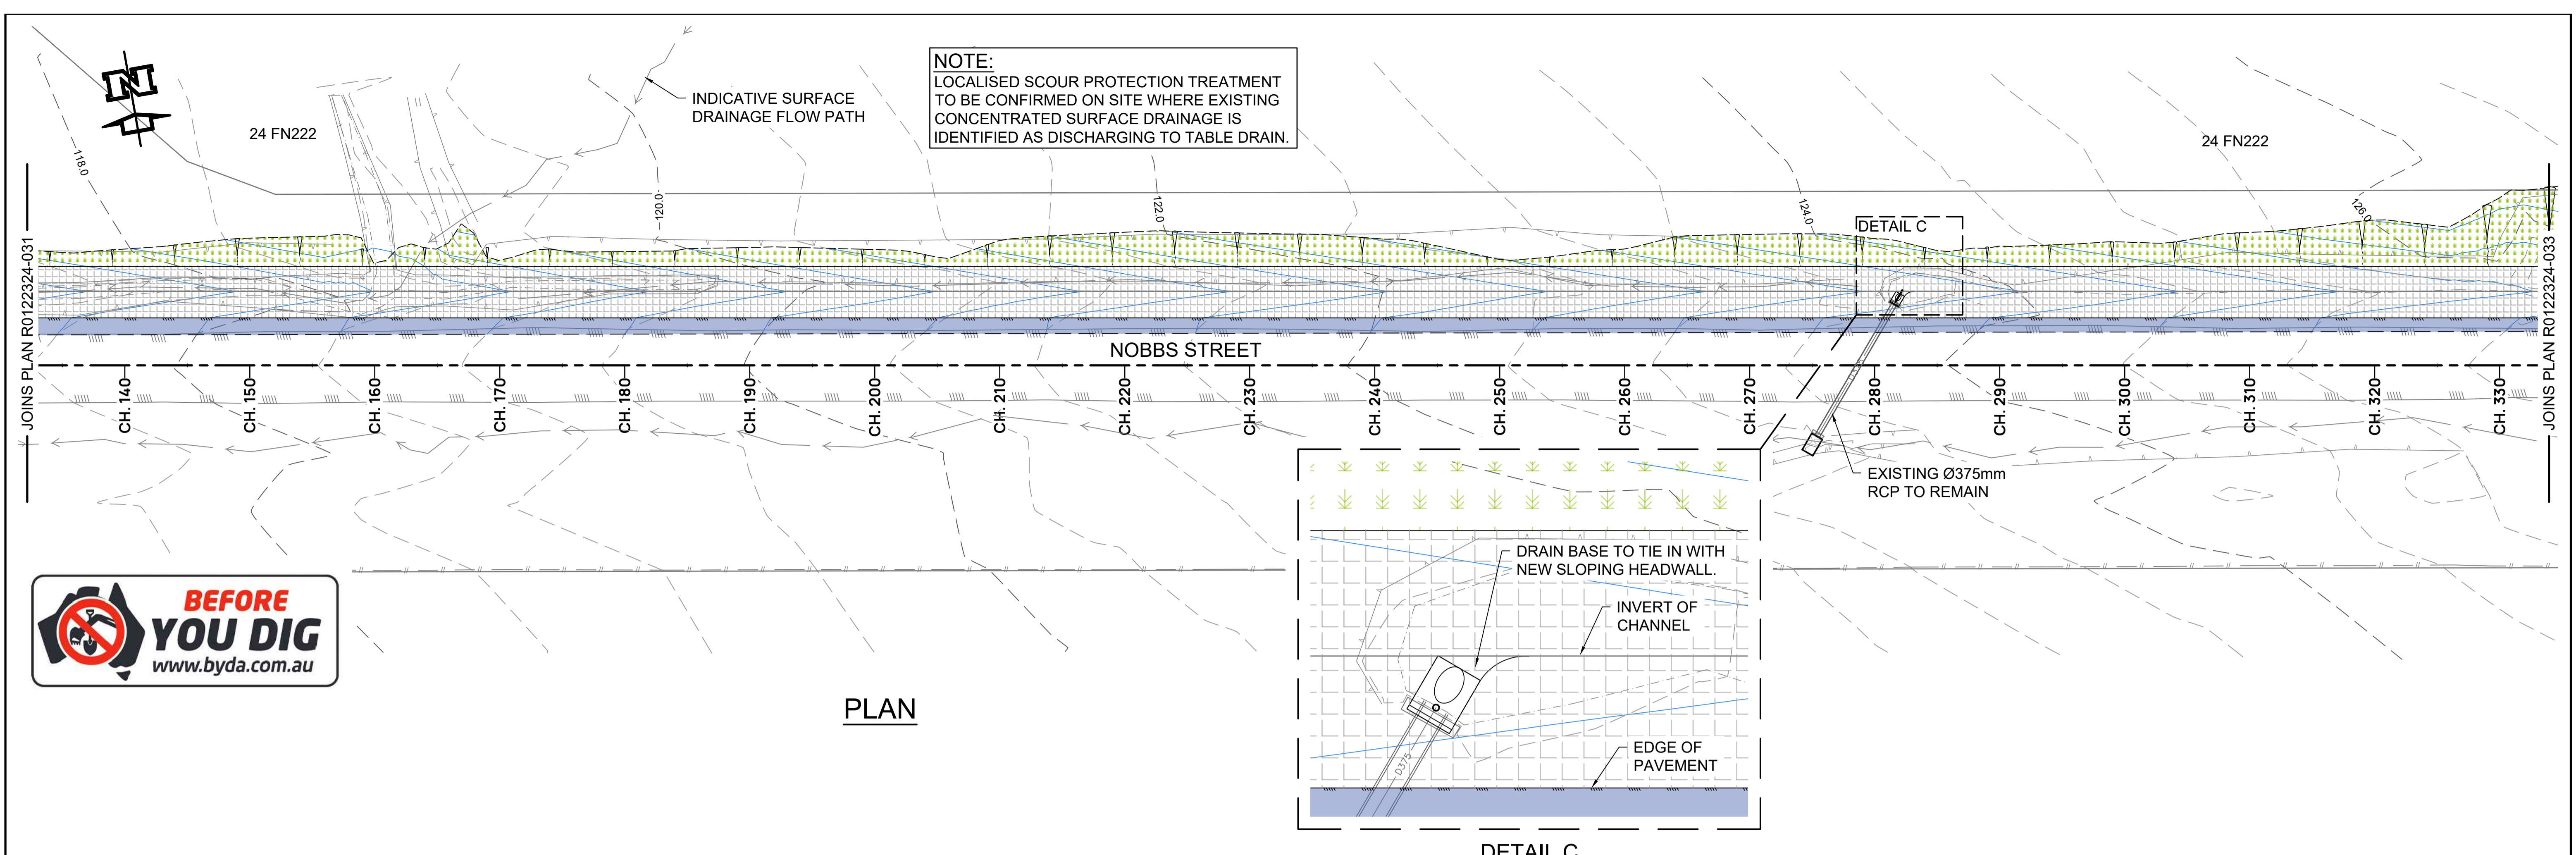 N
24 FN222
INDICATIVE SURFACE
DRAINAGE FLOW PATH
NOTE:
LOCALISED SCOUR PROTECTION TREATMENT
TO BE CONFIRMED ON SITE WHERE EXISTING
CONCENTRATED SURFACE DRAINAGE IS
IDENTIFIED AS DISCHARGING TO TABLE DRAIN.
24 FN222
118.0
120.0
122.0
124.0
126.0
DETAIL C
JOINS PLAN R0122324-031
JOINS PLAN R0122324-033
NOBBS STREET
CH. 140
CH. 150
CH. 160
CH. 170
CH. 180
CH. 190
CH. 200
CH. 210
CH. 220
CH. 230
CH. 240
CH. 250
CH. 260
CH. 270
CH. 280
CH. 290
CH. 300
CH. 310
CH. 320
CH. 330
EXISTING Ø375mm
RCP TO REMAIN
DRAIN BASE TO TIE IN WITH
NEW SLOPING HEADWALL.
INVERT OF
CHANNEL
D375
EDGE OF
PAVEMENT
BEFORE
YOU DIG
www.byda.com.au
PLAN
DETAIL C